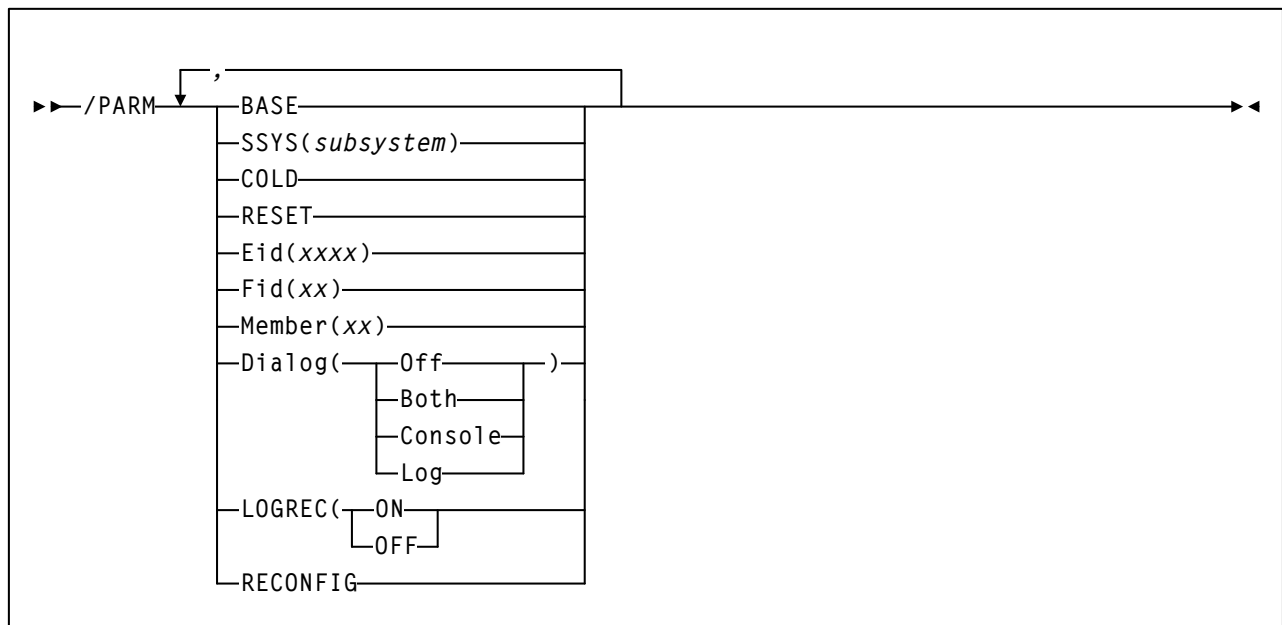 ,
/PARM BASE
SSYS(subsystem)
COLD
RESET
Eid(xxxx)
Fid(xx)
Member(xx)
Dialog( Off )
Both
Console
Log
LOGREC( ON
OFF
RECONFIG